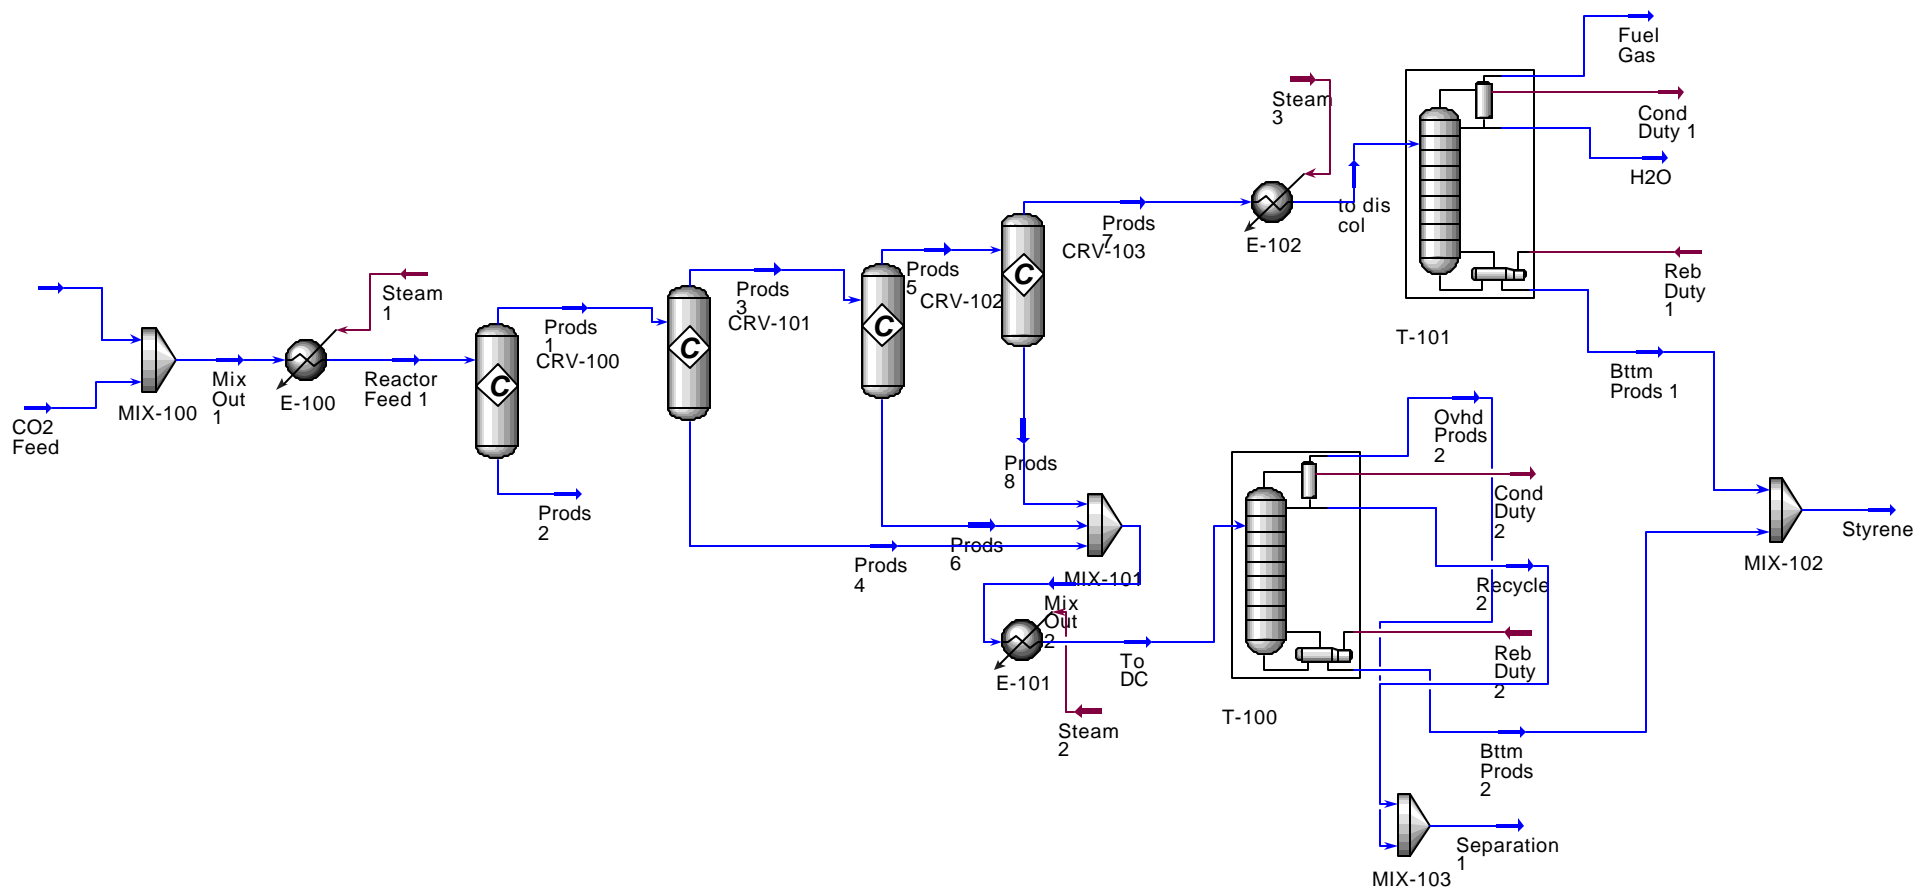 Fuel
Gas
Steam
3
Cond
Duty 1
H2O
to dis
col
Prods
7
CRV-103
E-102
Reb
Duty
1
Prods
5
CRV-102
Prods
3
CRV-101
Steam
1
Prods
1
CRV-100
T-101
Mix
Out
1
E-100
Reactor
Feed 1
MIX-100
CO2
Feed
Bttm
Prods 1
Ovhd
Prods
2
Prods
8
Cond
Duty
2
Prods
2
Styrene
Prods
6
Prods
4
MIX-101
MIX-102
Recycle
2
Mix
Out
2
To
DC
E-101
Reb
Duty
2
T-100
Steam
2
Bttm
Prods
2
Separation
1
MIX-103
C
C
C
C